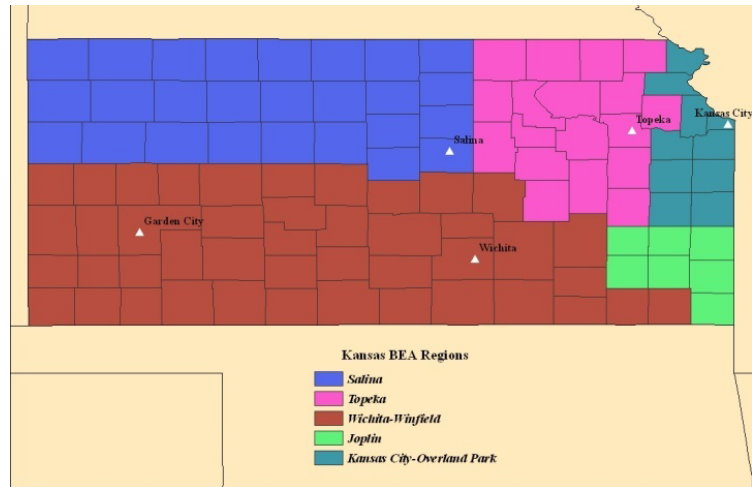 Kansas City
Topeka
Salina
Garden City
Wichita
Kansas BEA Regions
Salina
Topeka
Wichita-Winfield
Joplin
Kansas City-Overland Park